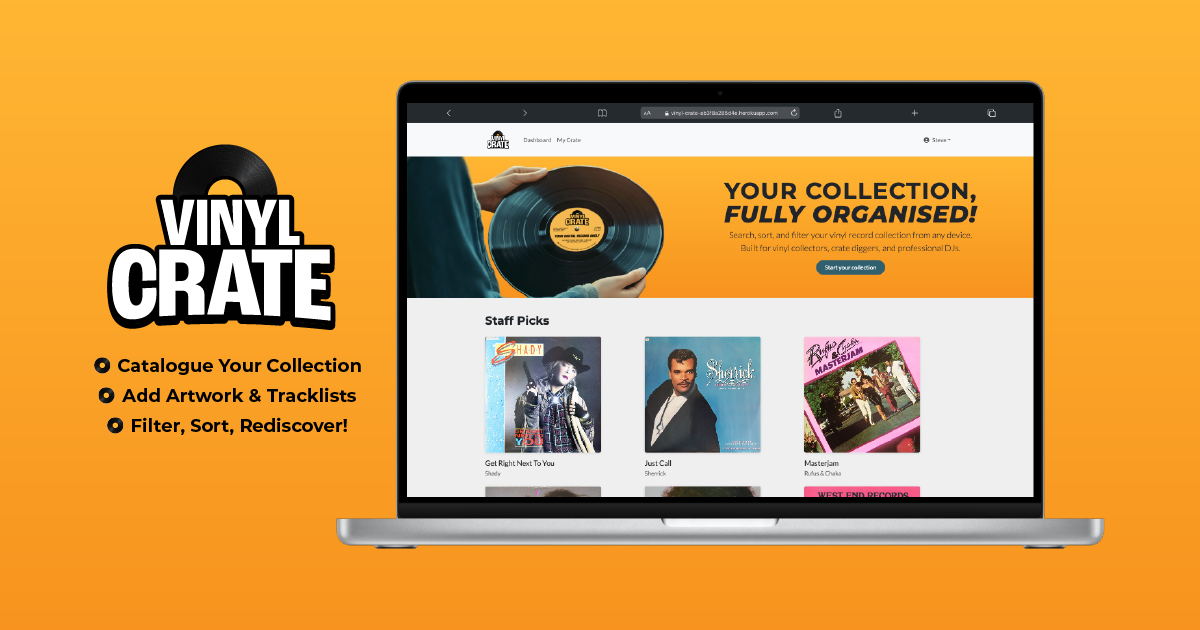 VINYL
CRATE
Catalogue Your Collection
Add Artwork & Tracklists
Filter, Sort, Rediscover!
AA
VINYL
CRATE
Dashboard My Crate
Steve
VINYL
CRATE
YOUR COLLECTION,
FULLY ORGANISED!
Search, sort, and filter your vinyl record collection from any device.
Built for vinyl collectors, crate diggers, and professional DJs.
Start your collection
Staff Picks
SHADY
Sherrick
Rufus
& Chaka
MASTERJAM
Get Right Next To You
Shady
Just Call
Sherrick
Masterjam
Rufus & Chaka
WEST END RECORDS